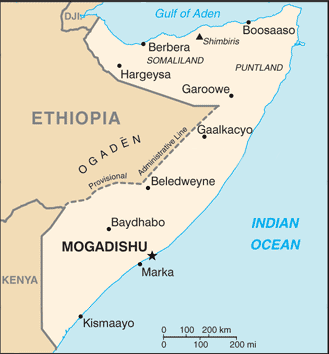 DJI.
Gulf of Aden
Boosaaso
Berbera
Shimbiris
SOMALILAND
Hargeysa
PUNTLAND
Garoowe
ETHIOPIA
Gaalkacyo
OGADĒN
Provisional Administrative Line
Beledweyne
Baydhabo
INDIAN
OCEAN
MOGADISHU
Marka
KENYA
Kismaayo
0 100 200 km
0 100 200 mi